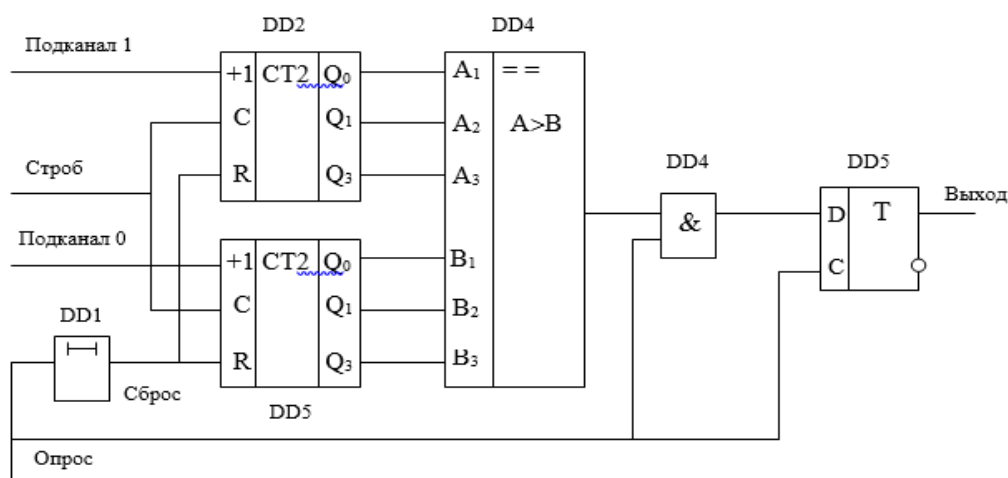 DD2
DD4
Подканал 1
+1 CT2 Q0
C Q1
R Q3
A1 = =
A2 A>B
A3
B1
B2
B3
Строб
Подканал 0
+1 CT2 Q0
C Q1
R Q3
DD5
DD1
Сброс
Опрос
DD4
&
DD5
D T
C
Выход